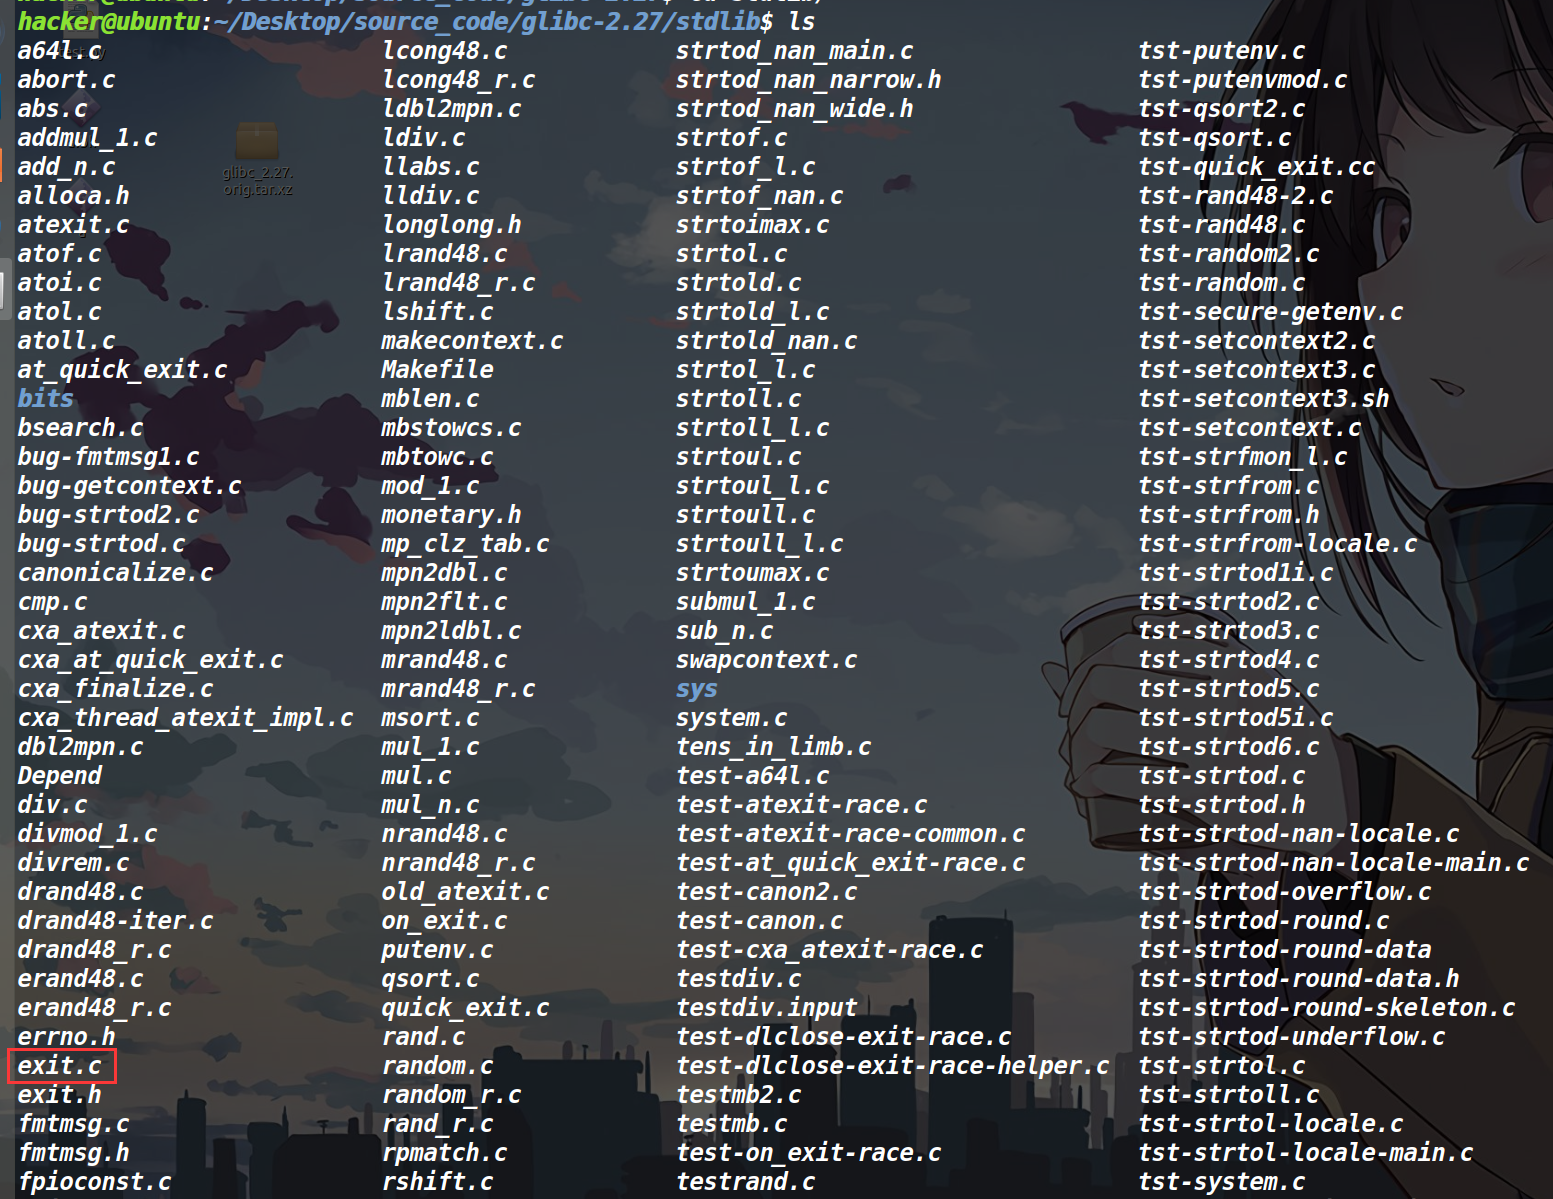 hacker@ubuntu:~/Desktop/source_code/glibc-2.27/stdlib$ ls
a64l.c lcong48.c strtod_nan_main.c tst-putenv.c
abort.c lcong48_r.c strtod_nan_narrow.h tst-putenvmod.c
abs.c ldbl2mpn.c strtod_nan_wide.h tst-qsort2.c
addmul_1.c ldiv.c strtof.c tst-qsort.c
add_n.c llabs.c strtof_l.c tst-quick_exit.cc
alloca.h lldiv.c strtof_nan.c tst-rand48-2.c
atexit.c longlong.h strtoimax.c tst-rand48.c
atof.c lrand48.c strtol.c tst-random2.c
atoi.c lrand48_r.c strtold.c tst-random.c
atol.c lshift.c strtold_l.c tst-secure-getenv.c
atoll.c makecontext.c strtold_nan.c tst-setcontext2.c
at_quick_exit.c Makefile strtol_l.c tst-setcontext3.c
bits mblen.c strtoll.c tst-setcontext3.sh
bsearch.c mbstowcs.c strtoll_l.c tst-setcontext.c
bug-fmtmsg1.c mbtowc.c strtoul.c tst-strfmon_l.c
bug-getcontext.c mod_1.c strtoul_l.c tst-strfrom.c
bug-strtod2.c monetary.h strtoull.c tst-strfrom.h
bug-strtod.c mp_clz_tab.c strtoull_l.c tst-strfrom-locale.c
canonicalize.c mpn2dbl.c strtoumax.c tst-strtod1i.c
cmp.c mpn2flt.c submul_1.c tst-strtod2.c
cxa_atexit.c mpn2ldbl.c sub_n.c tst-strtod3.c
cxa_at_quick_exit.c mrand48.c swapcontext.c tst-strtod4.c
cxa_finalize.c mrand48_r.c sys tst-strtod5.c
cxa_thread_atexit_impl.c msort.c system.c tst-strtod5i.c
dbl2mpn.c mul_1.c tens_in_limb.c tst-strtod6.c
Depend mul.c test-a64l.c tst-strtod.c
div.c mul_n.c test-atexit-race.c tst-strtod.h
divmod_1.c nrand48.c test-atexit-race-common.c tst-strtod-nan-locale.c
divrem.c nrand48_r.c test-at_quick_exit-race.c tst-strtod-nan-locale-main.c
drand48.c old_atexit.c test-canon2.c tst-strtod-overflow.c
drand48-iter.c on_exit.c test-canon.c tst-strtod-round.c
drand48_r.c putenv.c test-cxa_atexit-race.c tst-strtod-round-data
erand48.c qsort.c testdiv.c tst-strtod-round-data.h
erand48_r.c quick_exit.c testdiv.input tst-strtod-round-skeleton.c
errno.h rand.c test-dlclose-exit-race.c tst-strtod-underflow.c
exit.c random.c test-dlclose-exit-race-helper.c tst-strtol.c
exit.h random_r.c testmb2.c tst-strtoll.c
fmtmsg.c rand_r.c testmb.c tst-strtol-locale.c
fmtmsg.h rpmatch.c test-on_exit-race.c tst-strtol-locale-main.c
fpioconst.c rshift.c testrand.c tst-system.c
glibc_2.27.
orig.tar.xz